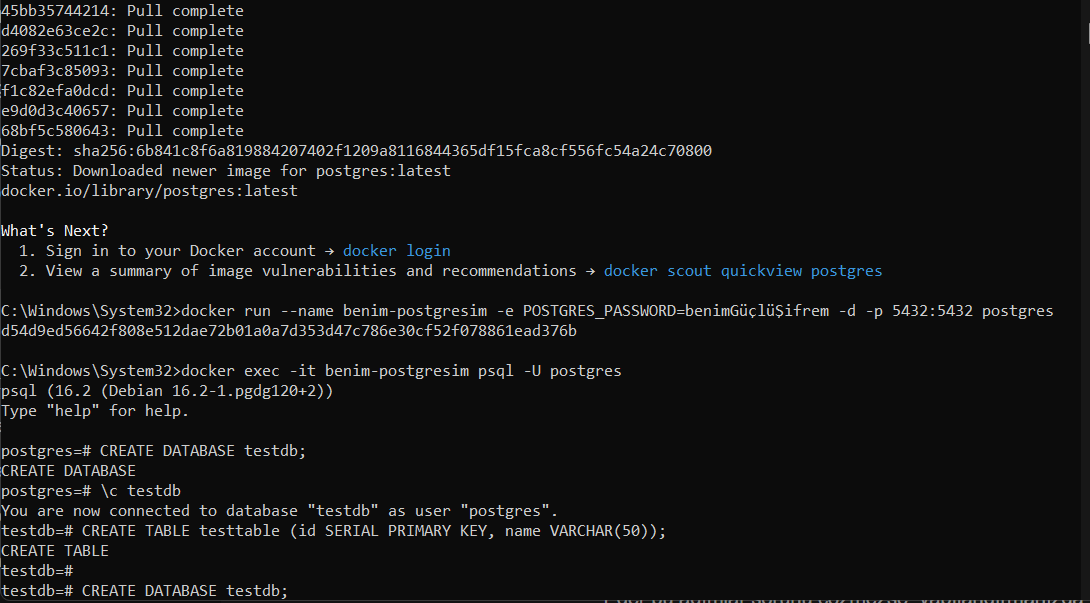 45bb35744214: Pull complete
d4082e63ce2c: Pull complete
269f33c511c1: Pull complete
7cbaf3c85093: Pull complete
f1c82efa0dcd: Pull complete
e9d0d3c40657: Pull complete
68bf5c580643: Pull complete
Digest: sha256:6b841c8f6a819884207402f1209a8116844365df15fca8cf556fc54a24c70800
Status: Downloaded newer image for postgres:latest
docker.io/library/postgres:latest
What's Next?
1. Sign in to your Docker account → docker login
2. View a summary of image vulnerabilities and recommendations → docker scout quickview postgres
C:\Windows\System32>docker run --name benim-postgresim -e POSTGRES_PASSWORD=benimGüçlüŞifrem -d -p 5432:5432 postgres
d54d9ed56642f808e512dae72b01a0a7d353d47c786e30cf52f078861ead376b
C:\Windows\System32>docker exec -it benim-postgresim psql -U postgres
psql (16.2 (Debian 16.2-1.pgdg120+2))
Type "help" for help.
postgres=# CREATE DATABASE testdb;
CREATE DATABASE
postgres=# \c testdb
You are now connected to database "testdb" as user "postgres".
testdb=# CREATE TABLE testtable (id SERIAL PRIMARY KEY, name VARCHAR(50));
CREATE TABLE
testdb=#
testdb=# CREATE DATABASE testdb;